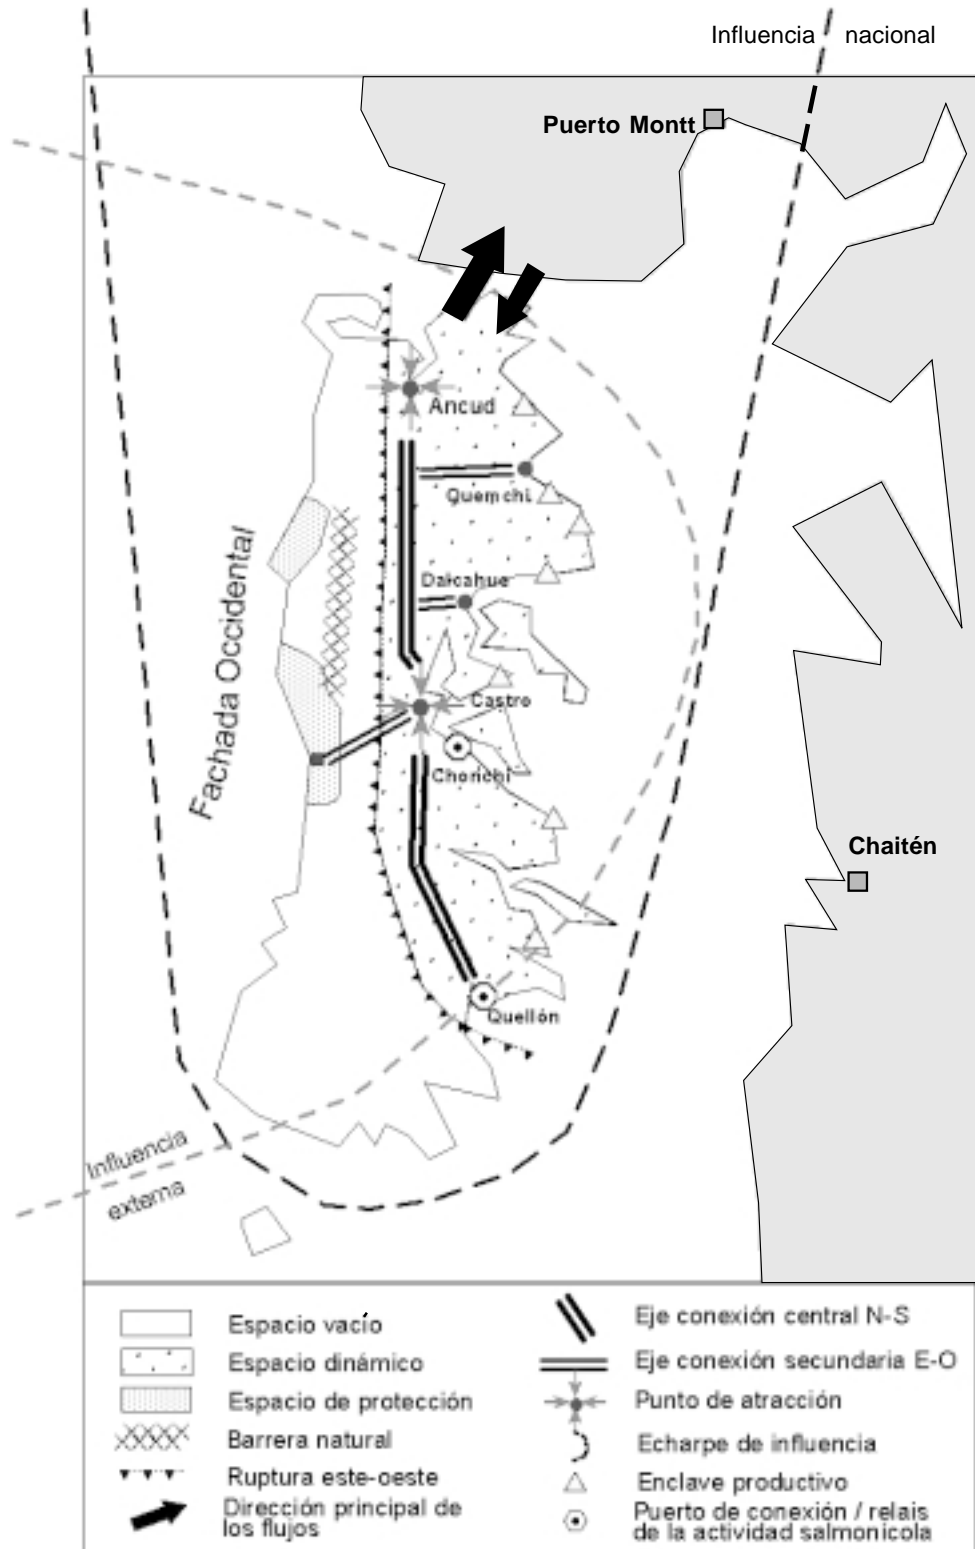 Influencia nacional
Puerto Montt
Ancud
Quemchi
Dalcahue
Fachada Occidental
Castro
Chonchi
Chaitén
Quellón
Influencia
externa
Espacio vacío
Espacio dinámico
Espacio de protección
Barrera natural
Ruptura este-oeste
Dirección principal de
los flujos
Eje conexión central N-S
Eje conexión secundaria E-O
Punto de atracción
Echarpe de influencia
Enclave productivo
Puerto de conexión / relais
de la actividad salmonícola